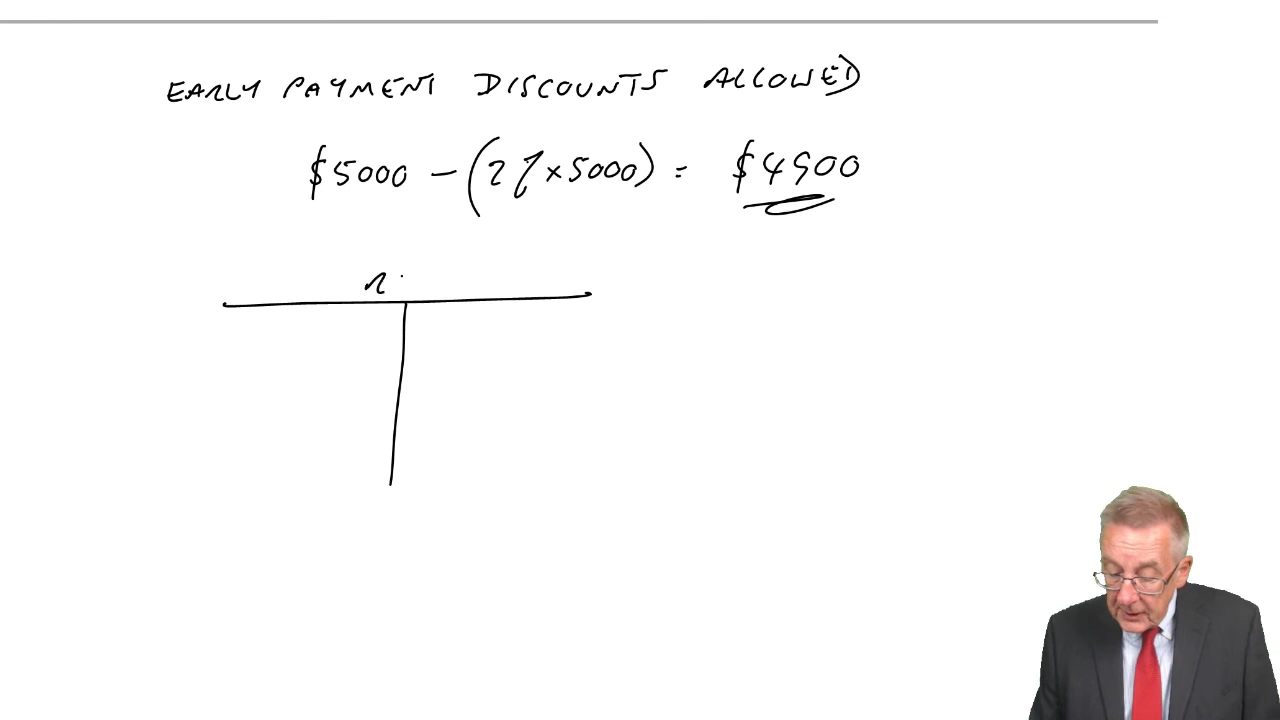 EARLY PAYMENT DISCOUNTS ALLOWED
$5000 - (2% × 5000) = $4900